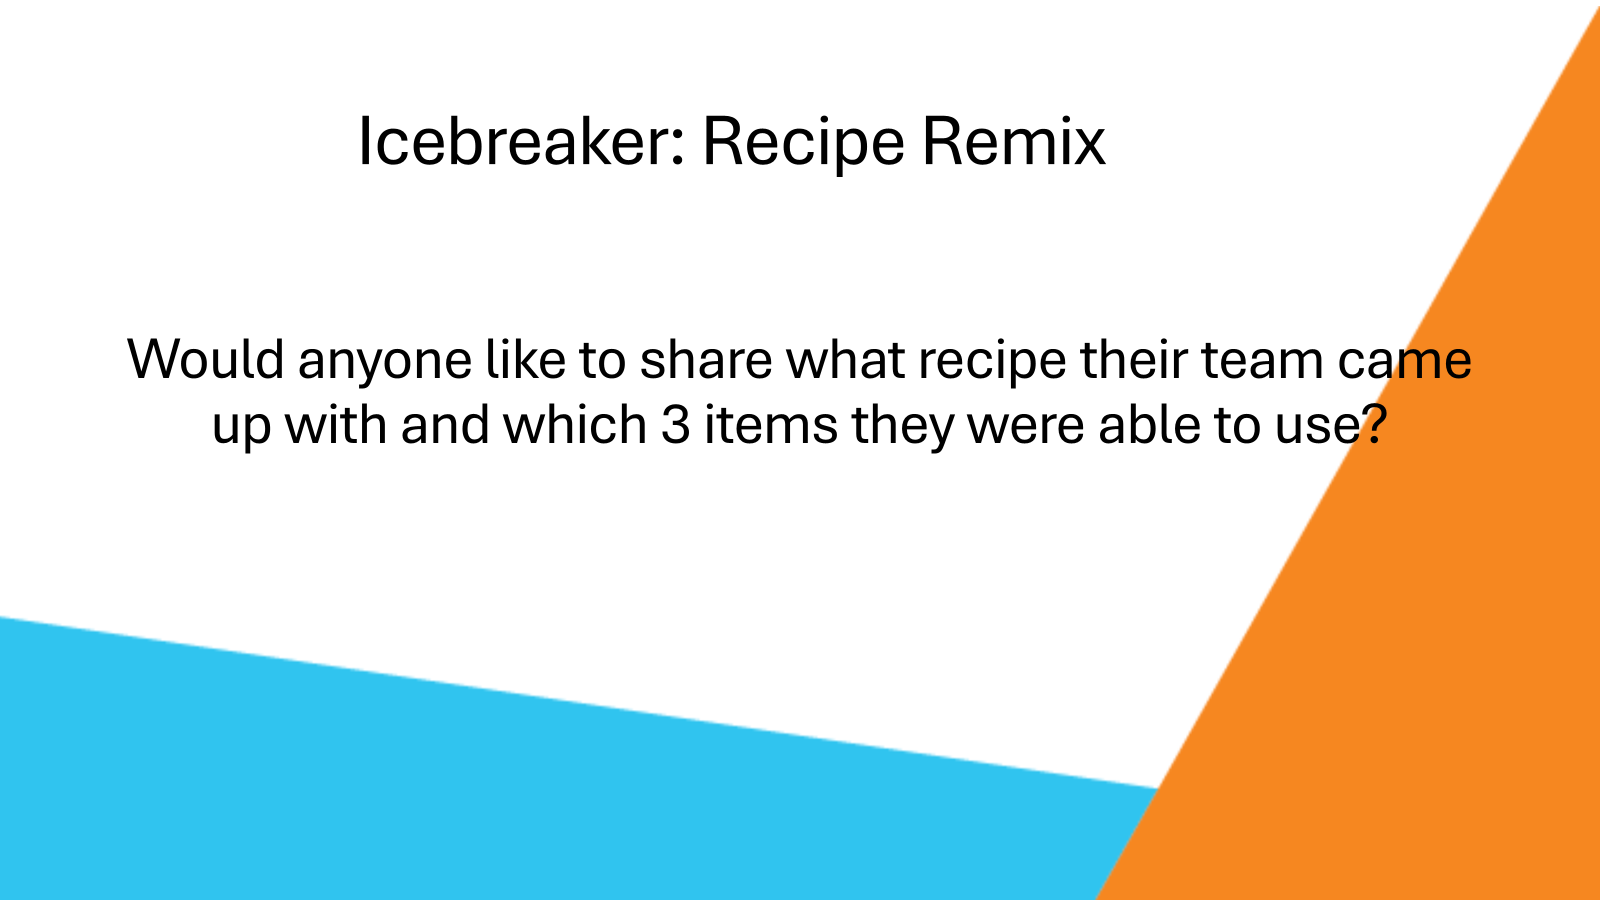 Icebreaker: Recipe Remix
Would anyone like to share what recipe their team came
up with and which 3 items they were able to use?